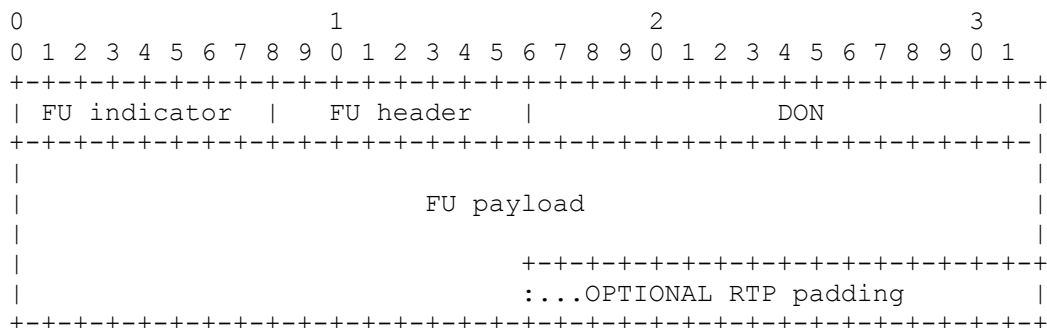 0                   1                   2                   3
0 1 2 3 4 5 6 7 8 9 0 1 2 3 4 5 6 7 8 9 0 1 2 3 4 5 6 7 8 9 0 1
+-+-+-+-+-+-+-+-+-+-+-+-+-+-+-+-+-+-+-+-+-+-+-+-+-+-+-+-+-+-+-+-+
| FU indicator  |   FU header   |               DON             |
+-+-+-+-+-+-+-+-+-+-+-+-+-+-+-+-+-+-+-+-+-+-+-+-+-+-+-+-+-+-+-+-|
|                                                               |
|                         FU payload                            |
|                                                               |
|                               +-+-+-+-+-+-+-+-+-+-+-+-+-+-+-+-+
|                               :...OPTIONAL RTP padding        |
+-+-+-+-+-+-+-+-+-+-+-+-+-+-+-+-+-+-+-+-+-+-+-+-+-+-+-+-+-+-+-+-+